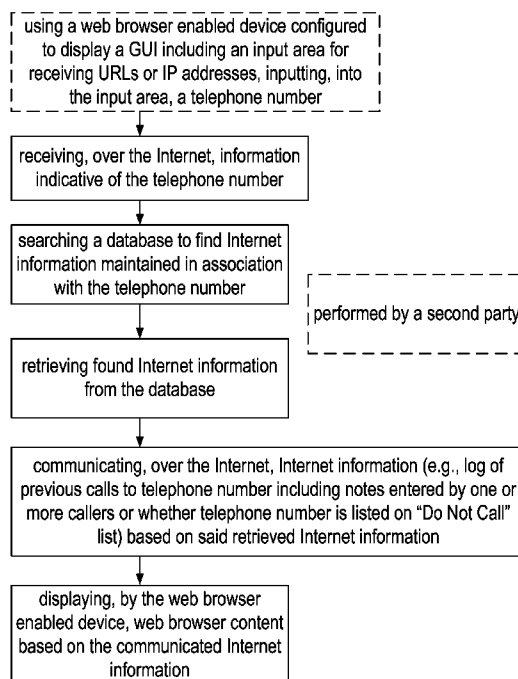 using a web browser enabled device configured
to display a GUI including an input area for
receiving URLs or IP addresses, inputting, into
the input area, a telephone number
receiving, over the Internet, information
indicative of the telephone number
searching a database to find Internet
information maintained in association
with the telephone number
performed by a second party
retrieving found Internet information
from the database
communicating, over the Internet, Internet information (e.g., log of
previous calls to telephone number including notes entered by one or
more callers or whether telephone number is listed on “Do Not Call”
list) based on said retrieved Internet information
displaying, by the web browser
enabled device, web browser content
based on the communicated Internet
information